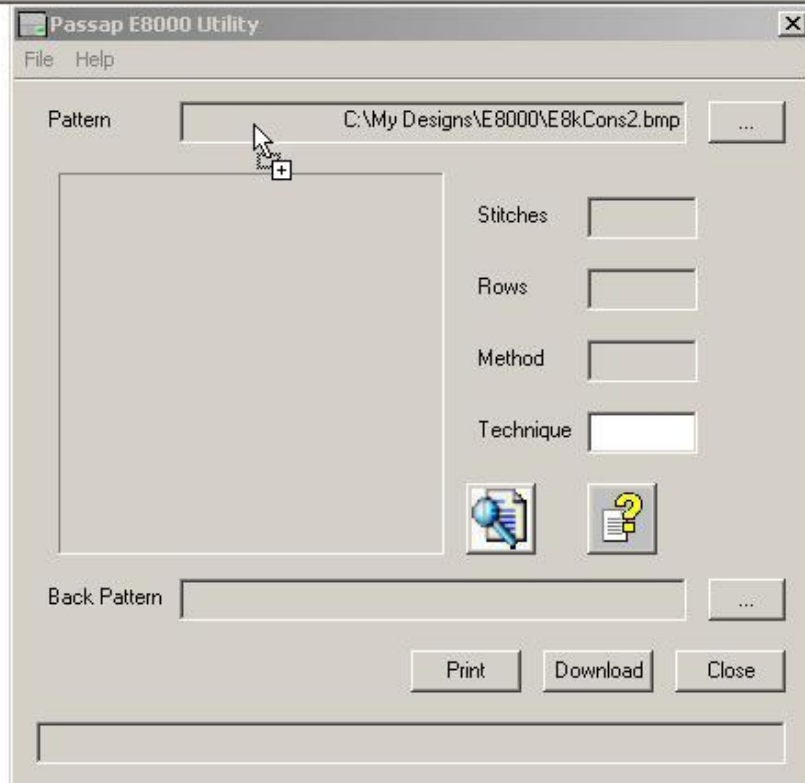 Passap E8000 Utility
File Help
Pattern C:\My Designs\E8000\E8kCons2.bmp ...
Stitches
Rows
Method
Technique
Back Pattern ...
Print Download Close